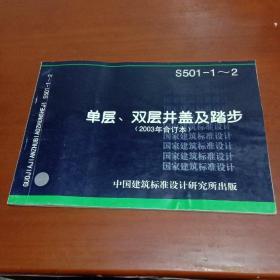 S501-1～2
单层、双层井盖及踏步
(2003年合订本)
国家建筑标准设计
国家建筑标准设计
国家建筑标准设计
国家建筑标准设计
中国建筑标准设计研究所出版